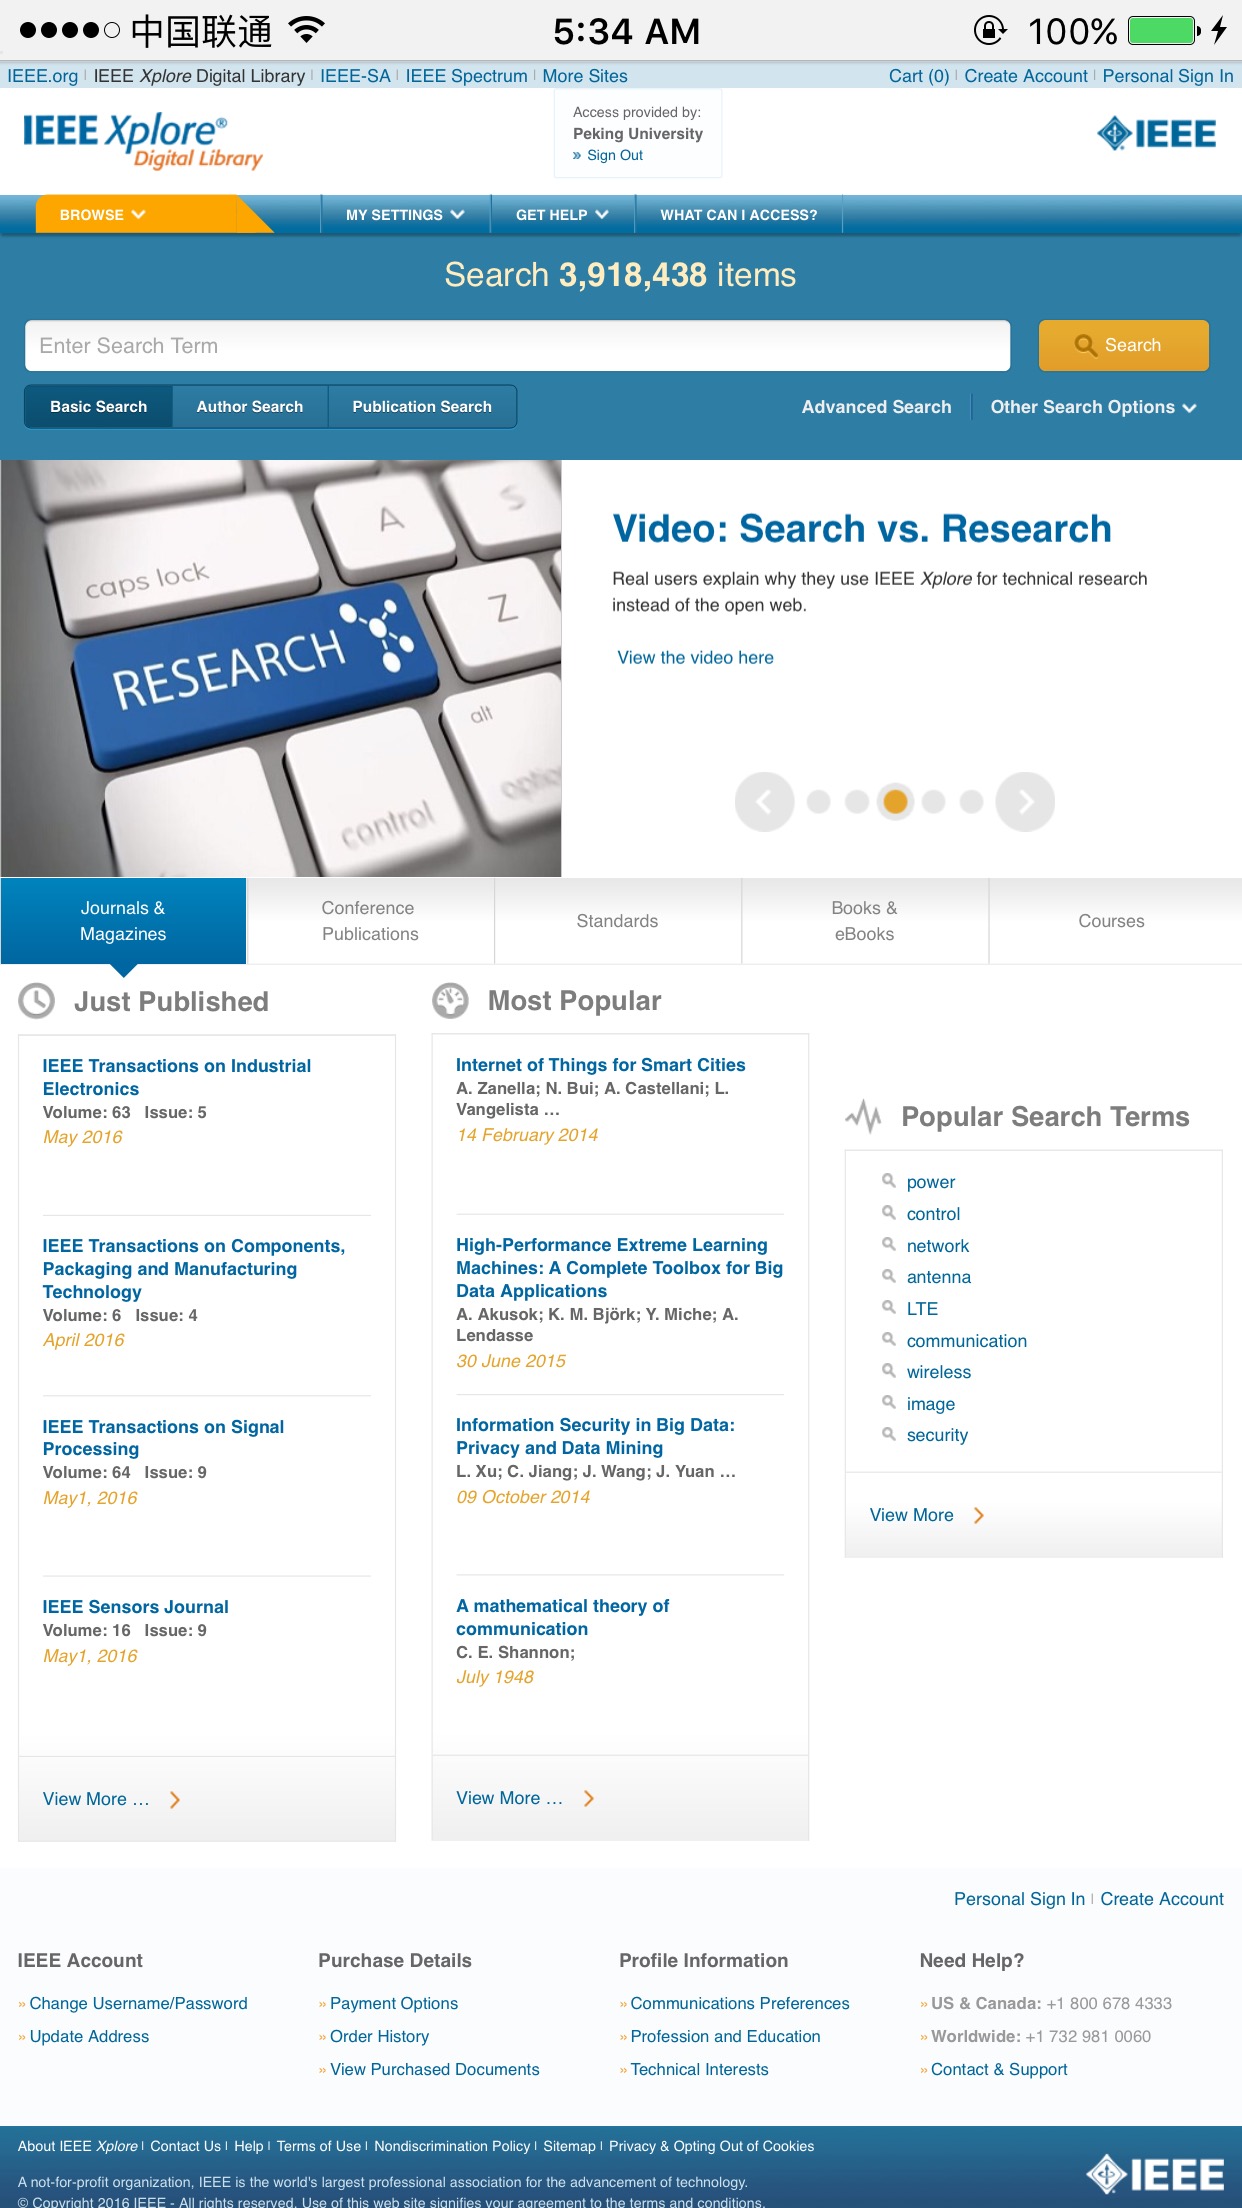 中国联通 5:34 AM 100%
IEEE.org | IEEE Xplore Digital Library | IEEE-SA | IEEE Spectrum | More Sites Cart (0) | Create Account | Personal Sign In
IEEE Xplore®
Digital Library
Access provided by:
Peking University
» Sign Out
IEEE
BROWSE MY SETTINGS GET HELP WHAT CAN I ACCESS?
Search 3,918,438 items
Enter Search Term Search
Basic Search Author Search Publication Search Advanced Search Other Search Options
caps lock
A
S
Z
RESEARCH
alt
control
option
Video: Search vs. Research
Real users explain why they use IEEE Xplore for technical research
instead of the open web.
View the video here
Journals &
Magazines
Conference
Publications
Standards
Books &
eBooks
Courses
Just Published
IEEE Transactions on Industrial
Electronics
Volume: 63 Issue: 5
May 2016
IEEE Transactions on Components,
Packaging and Manufacturing
Technology
Volume: 6 Issue: 4
April 2016
IEEE Transactions on Signal
Processing
Volume: 64 Issue: 9
May1, 2016
IEEE Sensors Journal
Volume: 16 Issue: 9
May1, 2016
View More ...
Most Popular
Internet of Things for Smart Cities
A. Zanella; N. Bui; A. Castellani; L.
Vangelista ...
14 February 2014
High-Performance Extreme Learning
Machines: A Complete Toolbox for Big
Data Applications
A. Akusok; K. M. Björk; Y. Miche; A.
Lendasse
30 June 2015
Information Security in Big Data:
Privacy and Data Mining
L. Xu; C. Jiang; J. Wang; J. Yuan ...
09 October 2014
A mathematical theory of
communication
C. E. Shannon;
July 1948
View More ...
Popular Search Terms
power
control
network
antenna
LTE
communication
wireless
image
security
View More
Personal Sign In | Create Account
IEEE Account
» Change Username/Password
» Update Address
Purchase Details
» Payment Options
» Order History
» View Purchased Documents
Profile Information
» Communications Preferences
» Profession and Education
» Technical Interests
Need Help?
» US & Canada: +1 800 678 4333
» Worldwide: +1 732 981 0060
» Contact & Support
About IEEE Xplore | Contact Us | Help | Terms of Use | Nondiscrimination Policy | Sitemap | Privacy & Opting Out of Cookies
A not-for-profit organization, IEEE is the world's largest professional association for the advancement of technology.
© Copyright 2016 IEEE - All rights reserved. Use of this web site signifies your agreement to the terms and conditions.
IEEE